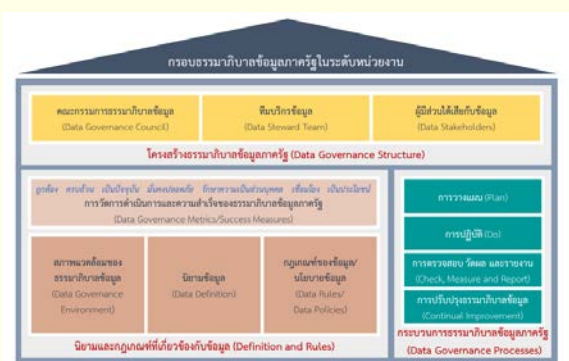 กรอบธรรมาภิบาลข้อมูลภาครัฐในระดับหน่วยงาน
คณะกรรมการธรรมาภิบาลข้อมูล
(Data Governance Council)
ทีมบริกรข้อมูล
(Data Steward Team)
ผู้มีส่วนได้เสียกับข้อมูล
(Data Stakeholders)
โครงสร้างธรรมาภิบาลข้อมูลภาครัฐ (Data Governance Structure)
ถูกต้อง ครบถ้วน เป็นปัจจุบัน มั่นคงปลอดภัย รักษาความเป็นส่วนบุคคล เชื่อมโยง เป็นประโยชน์
การวัดการดำเนินการและความสำเร็จของธรรมาภิบาลข้อมูลภาครัฐ
(Data Governance Metrics/Success Measures)
สภาพแวดล้อมของ
ธรรมาภิบาลข้อมูล
(Data Governance
Environment)
นิยามข้อมูล
(Data Definition)
กฎเกณฑ์ของข้อมูล/
นโยบายข้อมูล
(Data Rules/
Data Policies)
นิยามและกฎเกณฑ์ที่เกี่ยวข้องกับข้อมูล (Definition and Rules)
การวางแผน (Plan)
การปฏิบัติ (Do)
การตรวจสอบ วัดผล และรายงาน
(Check, Measure and Report)
การปรับปรุงธรรมาภิบาลข้อมูล
(Continual Improvement)
กระบวนการธรรมาภิบาลข้อมูลภาครัฐ
(Data Governance Processes)